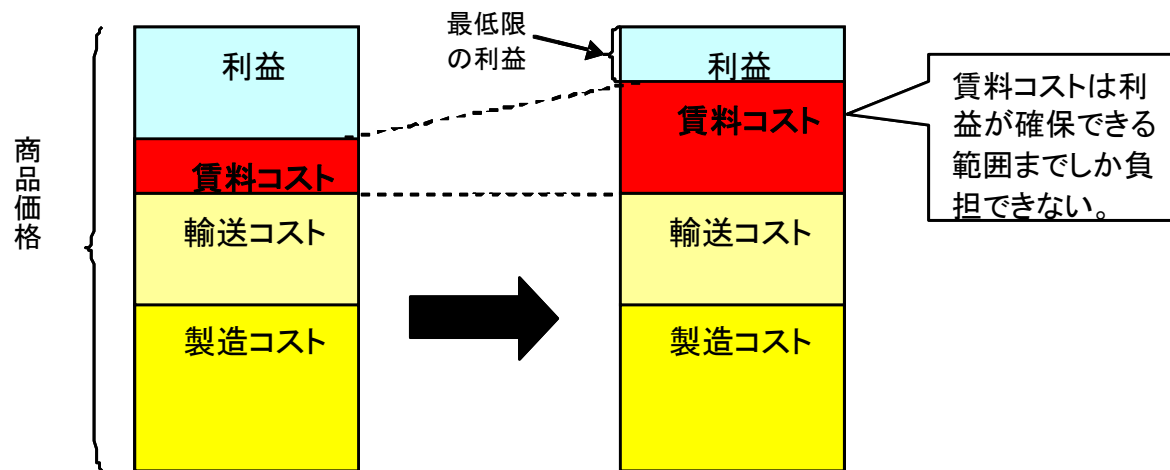 商品価格
利益
賃料コスト
輸送コスト
製造コスト
最低限
の利益
利益
賃料コスト
輸送コスト
製造コスト
賃料コストは利
益が確保できる
範囲までしか負
担できない。